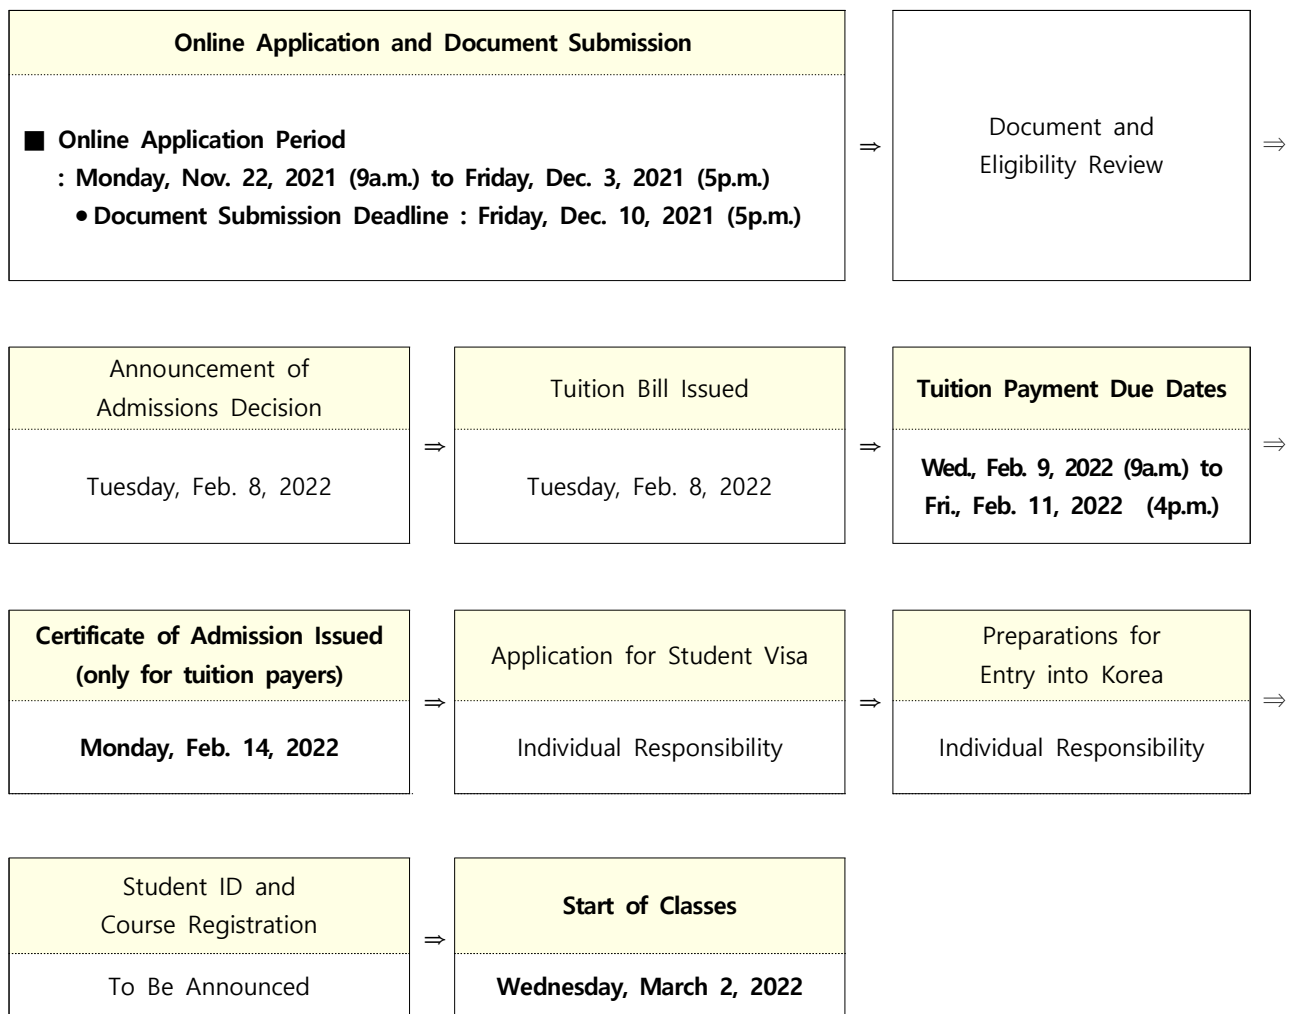 Online Application and Document Submission
■ Online Application Period
: Monday, Nov. 22, 2021 (9a.m.) to Friday, Dec. 3, 2021 (5p.m.)
• Document Submission Deadline : Friday, Dec. 10, 2021 (5p.m.)
⇒
Document and
Eligibility Review
⇒
Announcement of
Admissions Decision
Tuesday, Feb. 8, 2022
⇒
Tuition Bill Issued
Tuesday, Feb. 8, 2022
⇒
Tuition Payment Due Dates
Wed., Feb. 9, 2022 (9a.m.) to
Fri., Feb. 11, 2022 (4p.m.)
⇒
Certificate of Admission Issued
(only for tuition payers)
Monday, Feb. 14, 2022
⇒
Application for Student Visa
Individual Responsibility
⇒
Preparations for
Entry into Korea
Individual Responsibility
⇒
Student ID and
Course Registration
To Be Announced
⇒
Start of Classes
Wednesday, March 2, 2022